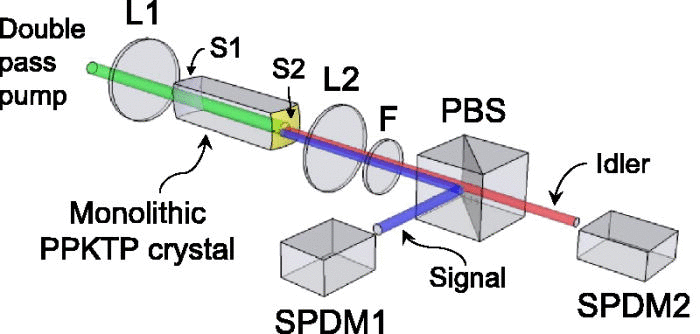 Double
pass
pump
L1
S1
S2
L2
F
PBS
Idler
Monolithic
PPKTP crystal
Signal
SPDM1
SPDM2